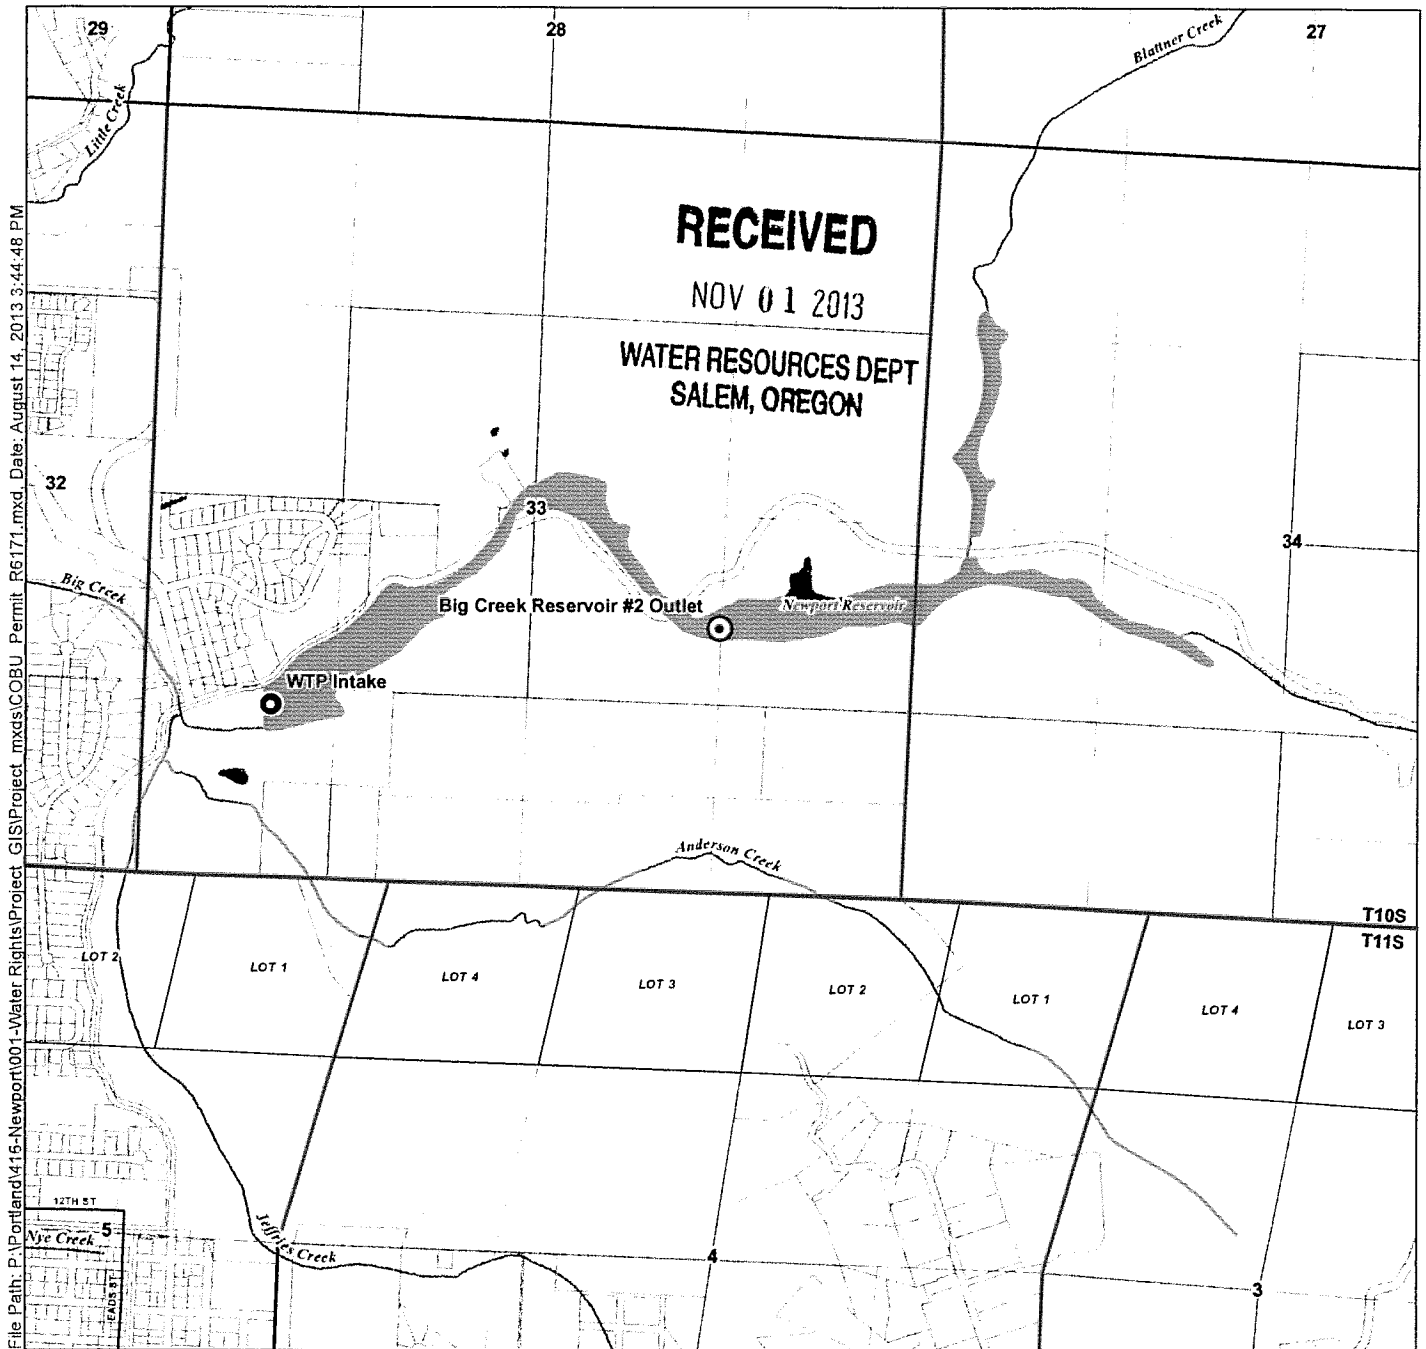 29
28
27
Blattner Creek
Little Creek
RECEIVED
NOV 01 2013
WATER RESOURCES DEPT
SALEM, OREGON
32
33
34
Big Creek
Big Creek Reservoir #2 Outlet
Newport Reservoir
WTP Intake
Anderson Creek
T10S
T11S
LOT 2
LOT 1
LOT 4
LOT 3
LOT 2
LOT 1
LOT 4
LOT 3
12TH ST
5
Nye Creek
EADS ST
Jeffries Creek
4
3
File Path: P:\Portland\416-Newport\001-Water Rights\Project_GIS\Project_mxds\COBU_Permit_R6171.mxd, Date: August 14, 2013 3:44:48 PM